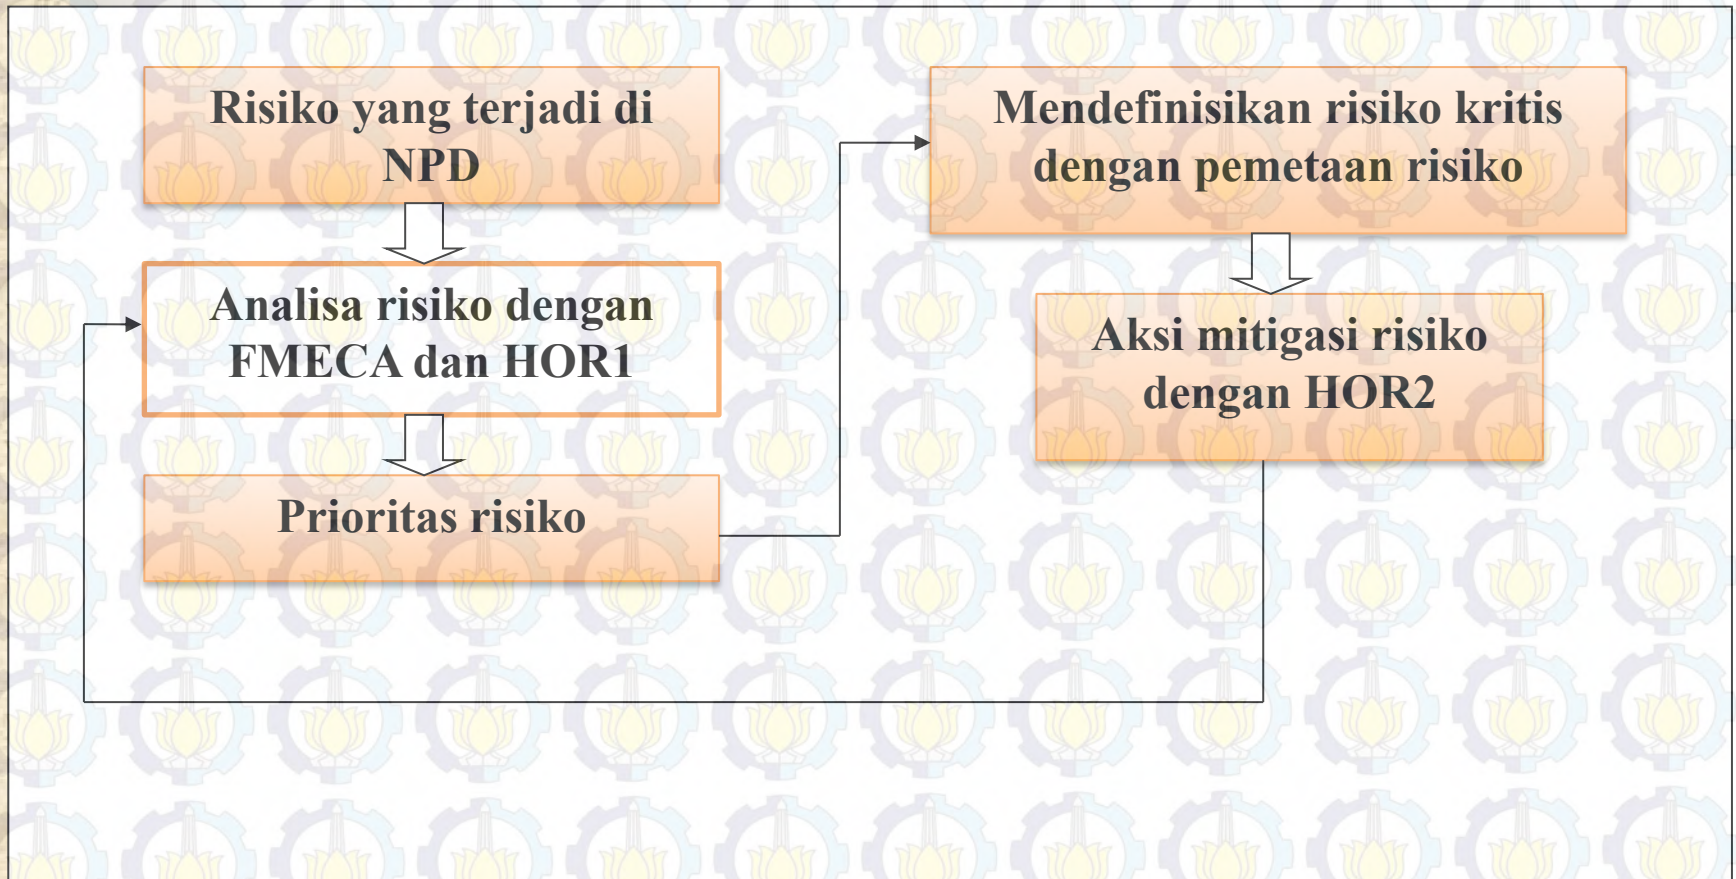 Risiko yang terjadi di
NPD
Analisa risiko dengan
FMECA dan HOR1
Prioritas risiko
Mendefinisikan risiko kritis
dengan pemetaan risiko
Aksi mitigasi risiko
dengan HOR2